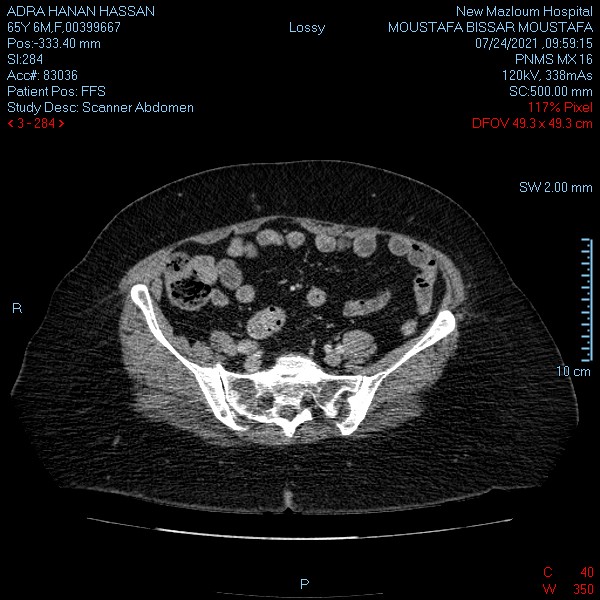 ADRA HANAN HASSAN
65Y 6M,F,00399667
Pos:-333.40 mm
SI:284
Acc#: 83036
Patient Pos: FFS
Study Desc: Scanner Abdomen
< 3 - 284 >
Lossy
New Mazloum Hospital
MOUSTAFA BISSAR MOUSTAFA
07/24/2021 ,09:59:15
PNMS MX 16
120kV, 338mAs
SC:500.00 mm
117% Pixel
DFOV 49.3 x 49.3 cm
SW 2.00 mm
R
10 cm
P
C 40
W 350